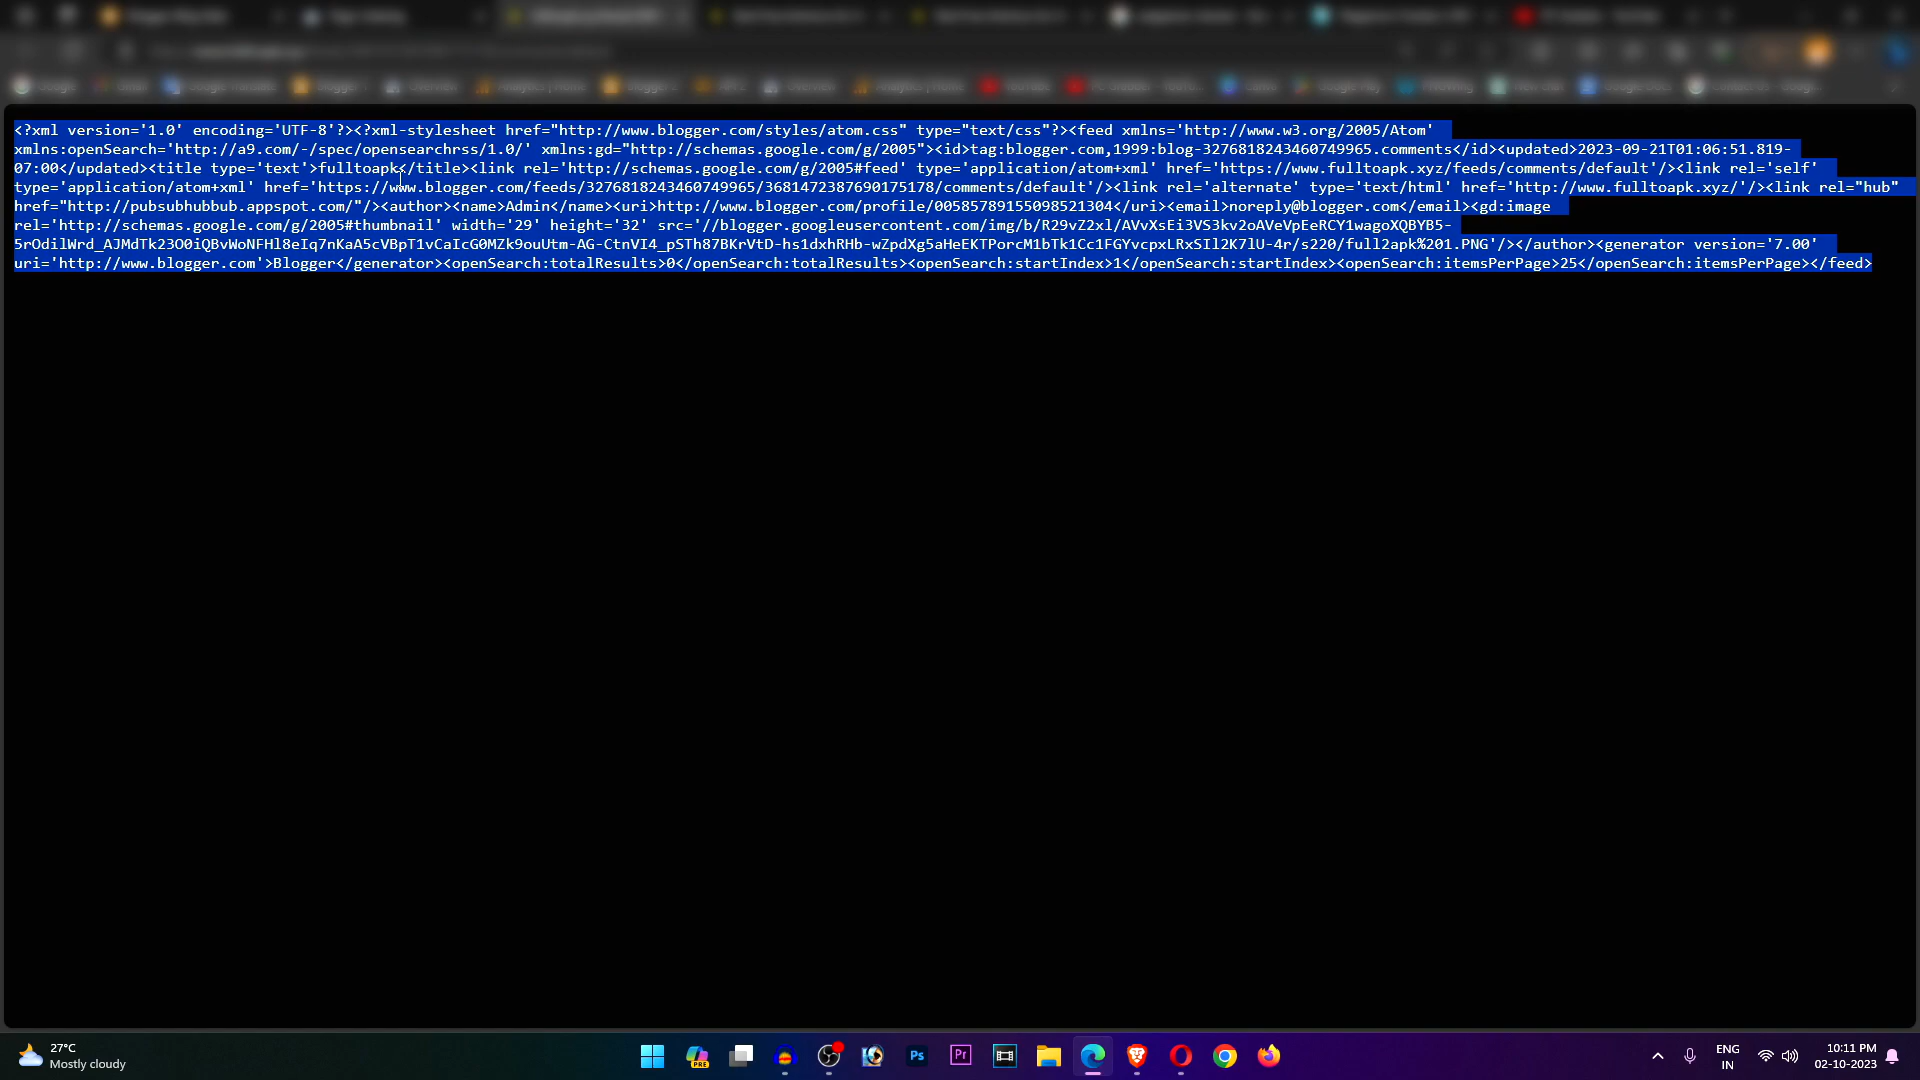 <?xml version='1.0' encoding='UTF-8'?><?xml-stylesheet href="http://www.blogger.com/styles/atom.css" type="text/css"?><feed xmlns='http://www.w3.org/2005/Atom'
xmlns:openSearch='http://a9.com/-/spec/opensearchrss/1.0/' xmlns:gd="http://schemas.google.com/g/2005"><id>tag:blogger.com,1999:blog-3276818243460749965.comments</id><updated>2023-09-21T01:06:51.819-
07:00</updated><title type='text'>fulltoapk</title><link rel='http://schemas.google.com/g/2005#feed' type='application/atom+xml' href='https://www.fulltoapk.xyz/feeds/comments/default'/><link rel='self'
type='application/atom+xml' href='https://www.blogger.com/feeds/3276818243460749965/3681472387690175178/comments/default'/><link rel='alternate' type='text/html' href='http://www.fulltoapk.xyz/'/><link rel="hub"
href="http://pubsubhubbub.appspot.com/"/><author><name>Admin</name><uri>http://www.blogger.com/profile/00585789155098521304</uri><email>noreply@blogger.com</email><gd:image
rel='http://schemas.google.com/g/2005#thumbnail' width='29' height='32' src='//blogger.googleusercontent.com/img/b/R29vZ2xl/AVvXsEi3VS3kv2oAVeVpEeRCY1wagoXQBYB5-
5rOdilWrd_AJMdTk23O0iQBvWoNFHl8eIq7nKaA5cVBpT1vCaIcG0MZk9ouUtm-AG-CtnVI4_pSTh87BKrVtD-hs1dxhRHb-wZpdXg5aHeEKTPorcM1bTk1Cc1FGYvcpxLRxSIl2K7lU-4r/s220/full2apk%201.PNG'/></author><generator version='7.00'
uri='http://www.blogger.com'>Blogger</generator><openSearch:totalResults>0</openSearch:totalResults><openSearch:startIndex>1</openSearch:startIndex><openSearch:itemsPerPage>25</openSearch:itemsPerPage></feed>
27°C
Mostly cloudy
PRE
Ps
Pr
ENG
IN
10:11 PM
02-10-2023